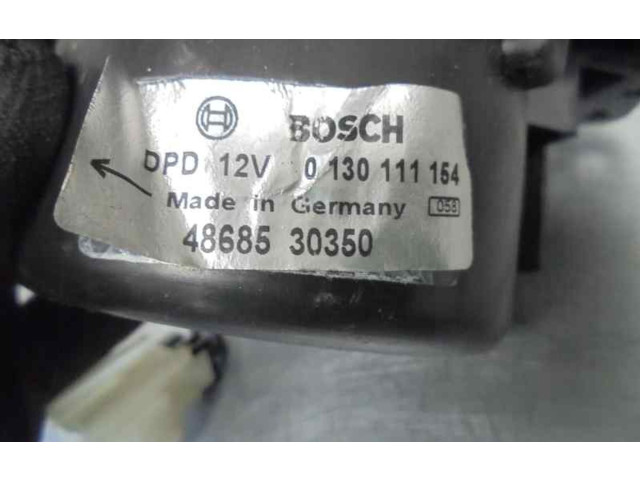 BOSCH
DPD 12V 0 130 111 154
Made in Germany 058
48685 30350